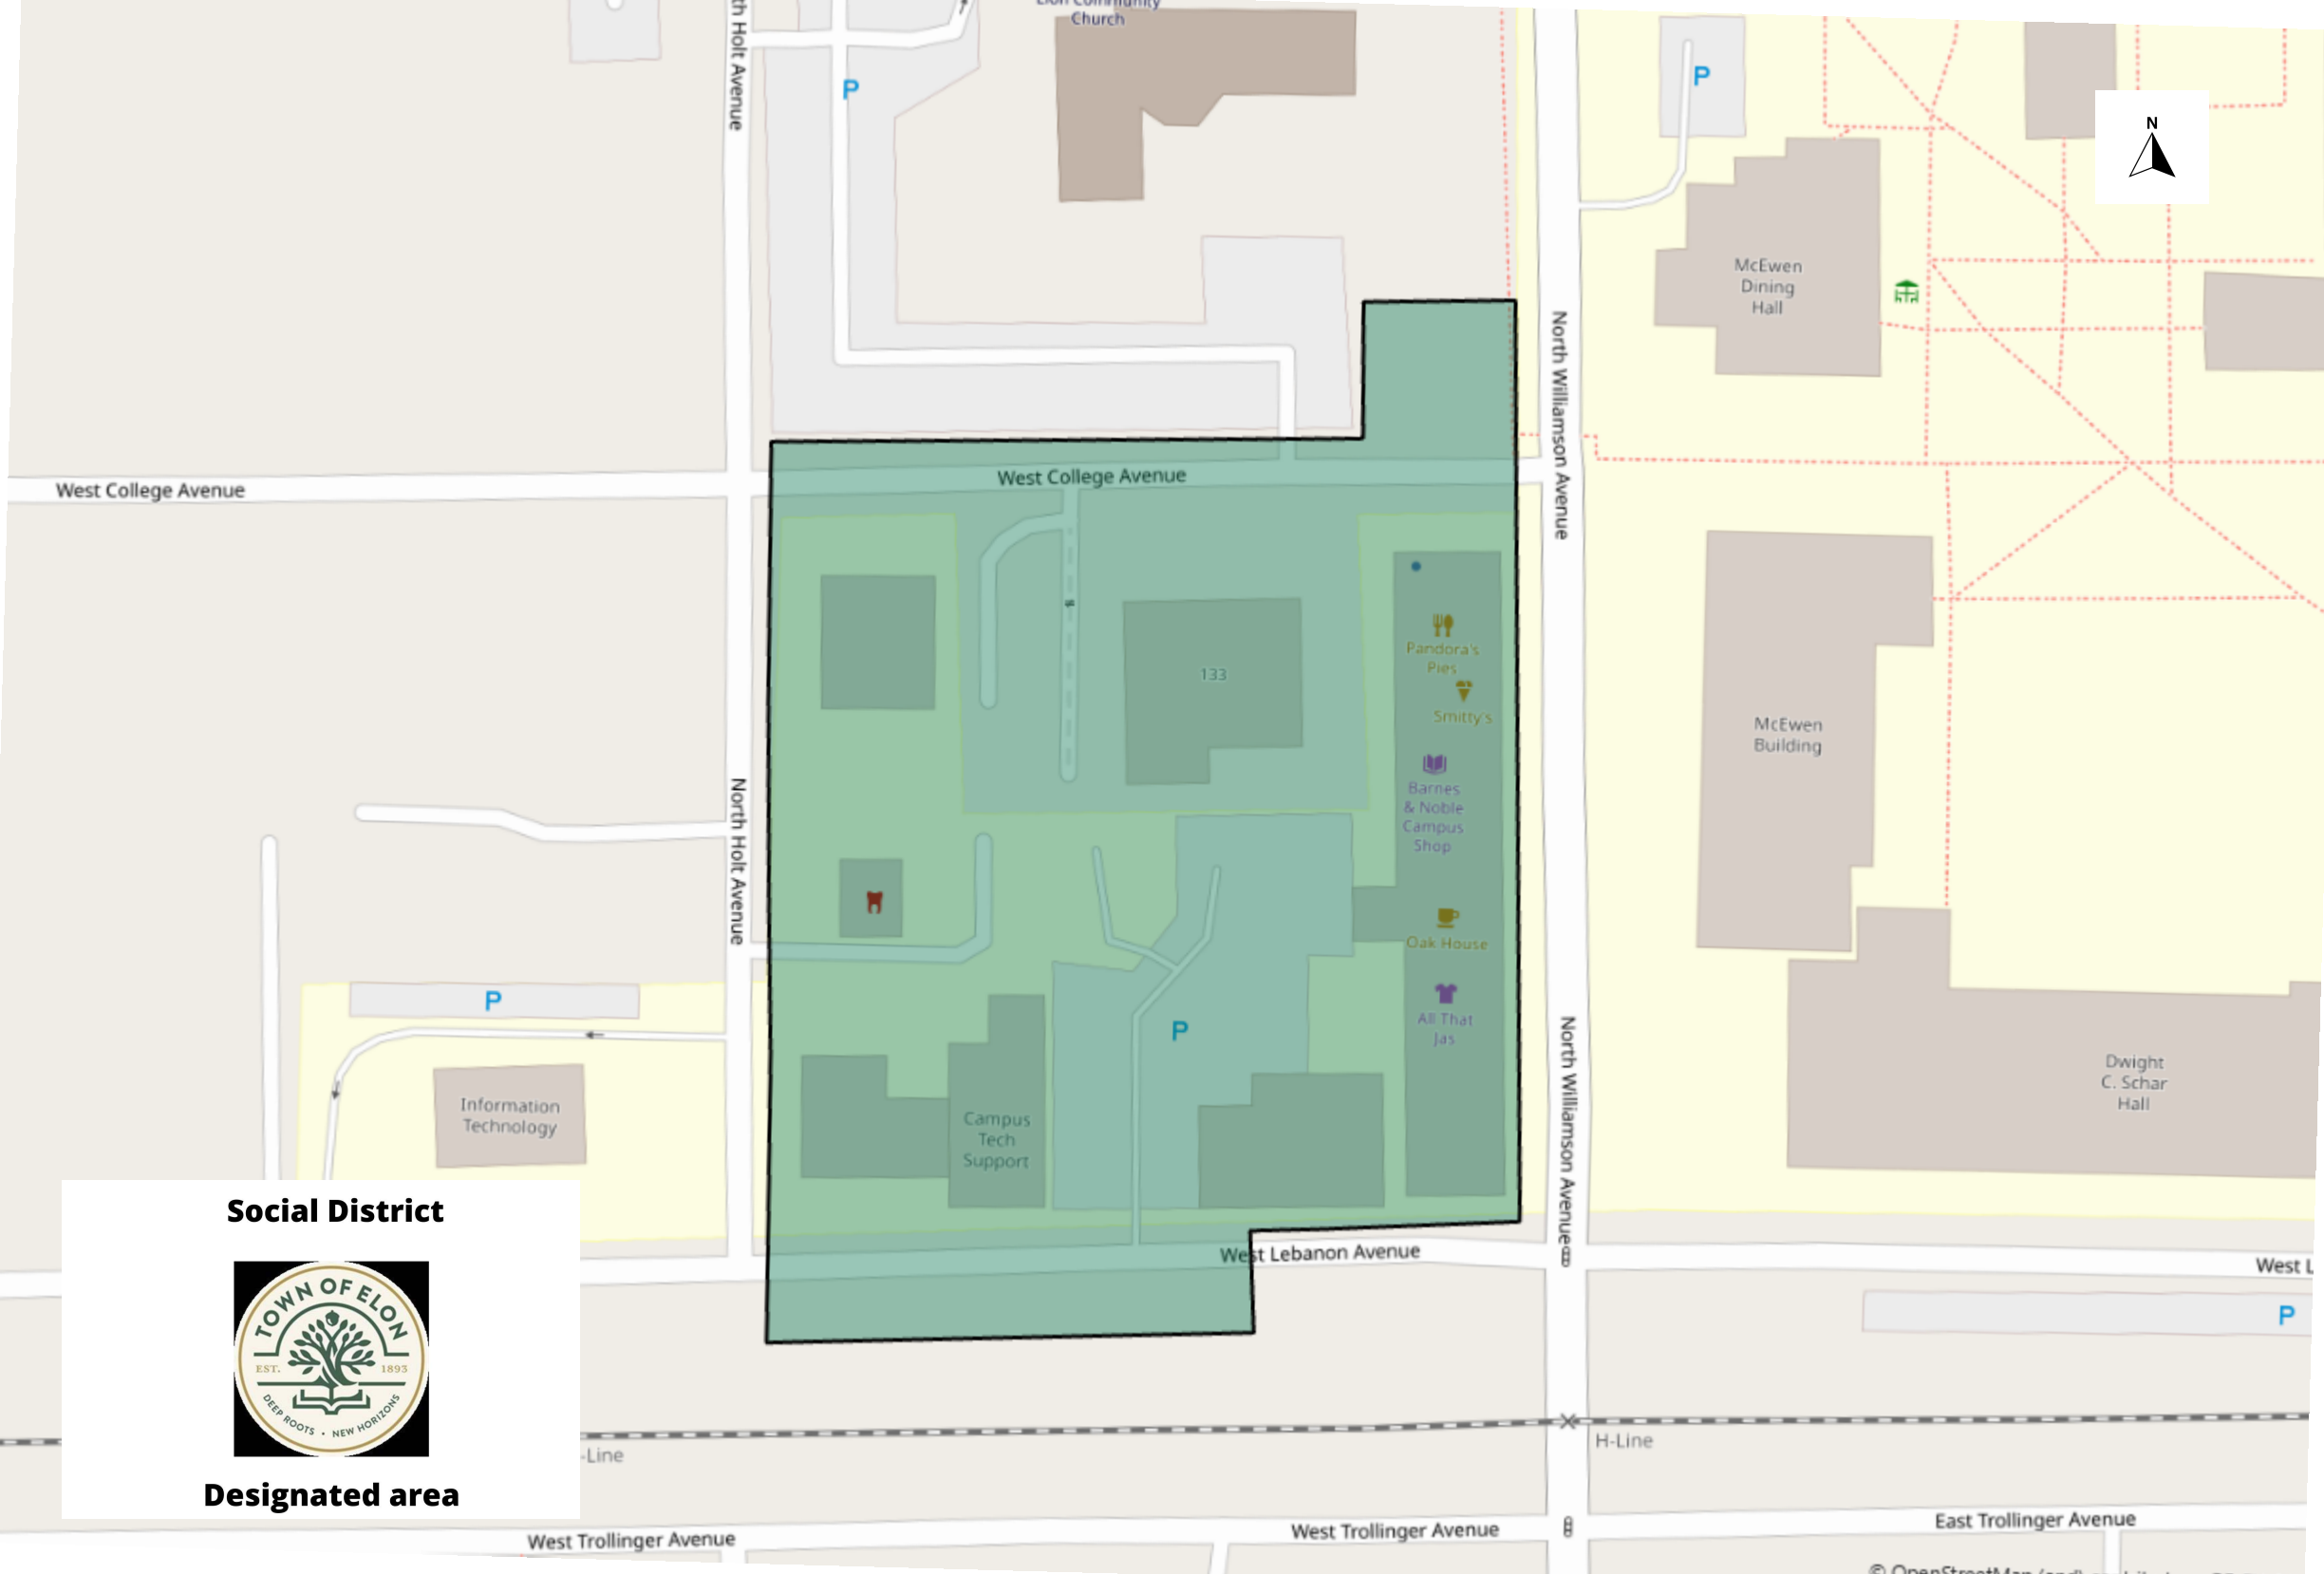 Elon Community
Church
th Holt Avenue
P
P
N
McEwen
Dining
Hall
North Williamson Avenue
West College Avenue
West College Avenue
Pandora's
Pies
133
Smitty's
McEwen
Building
Barnes
& Noble
Campus
Shop
North Holt Avenue
Oak House
P
All That
Jas
P
North Williamson Avenue
Information
Technology
Campus
Tech
Support
Dwight
C. Schar
Hall
West Lebanon Avenue
West L
P
Social District
TOWN OF ELON
EST. 1893
DEEP ROOTS • NEW HORIZONS
Designated area
-Line
H-Line
West Trollinger Avenue
West Trollinger Avenue
East Trollinger Avenue
© OpenStreetMap